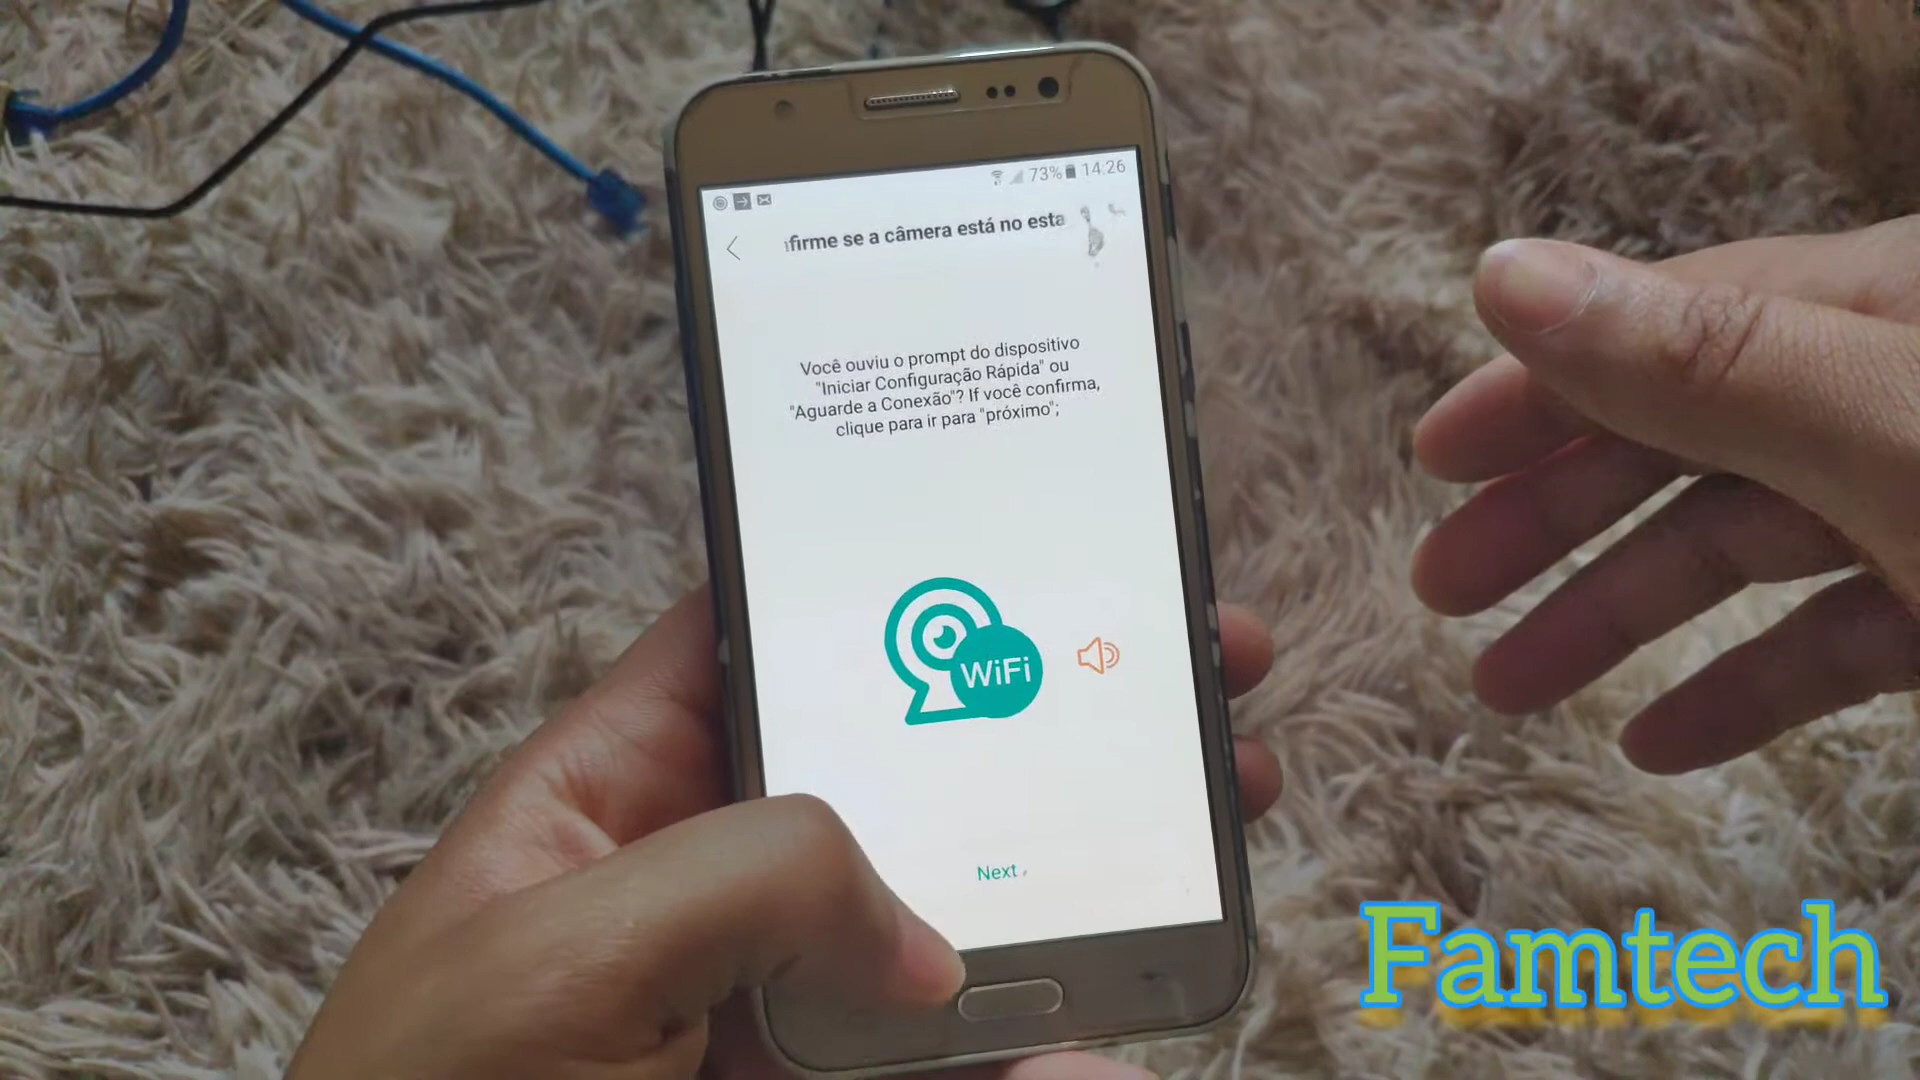 73% 14:26
firme se a câmera está no esta
Você ouviu o prompt do dispositivo
"Iniciar Configuração Rápida" ou
"Aguarde a Conexão"? If você confirma,
clique para ir para "próximo";
WiFi
Next
Famtech